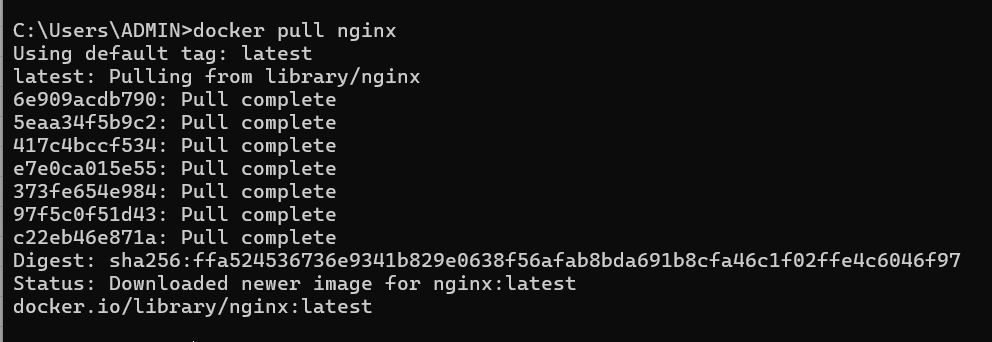 C:\Users\ADMIN>docker pull nginx
Using default tag: latest
latest: Pulling from library/nginx
6e909acdb790: Pull complete
5eaa34f5b9c2: Pull complete
417c4bccf534: Pull complete
e7e0ca015e55: Pull complete
373fe654e984: Pull complete
97f5c0f51d43: Pull complete
c22eb46e871a: Pull complete
Digest: sha256:ffa524536736e9341b829e0638f56afab8bda691b8cfa46c1f02ffe4c6046f97
Status: Downloaded newer image for nginx:latest
docker.io/library/nginx:latest